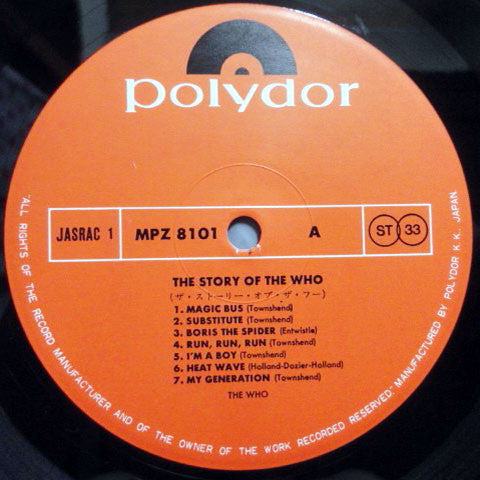 polydor
JASRAC 1 MPZ 8101 A ST 33
THE STORY OF THE WHO
(ザ・ストーリー・オブ・ザ・フー)
1. MAGIC BUS (Townshend)
2. SUBSTITUTE (Townshend)
3. BORIS THE SPIDER (Entwistle)
4. RUN, RUN, RUN (Townshend)
5. I'M A BOY (Townshend)
6. HEAT WAVE (Holland-Dozier-Holland)
7. MY GENERATION (Townshend)
THE WHO
"ALL RIGHTS OF THE RECORD MANUFACTURER AND OF THE OWNER OF THE WORK RECORDED RESERVED." MANUFACTURED BY POLYDOR K.K., JAPAN.